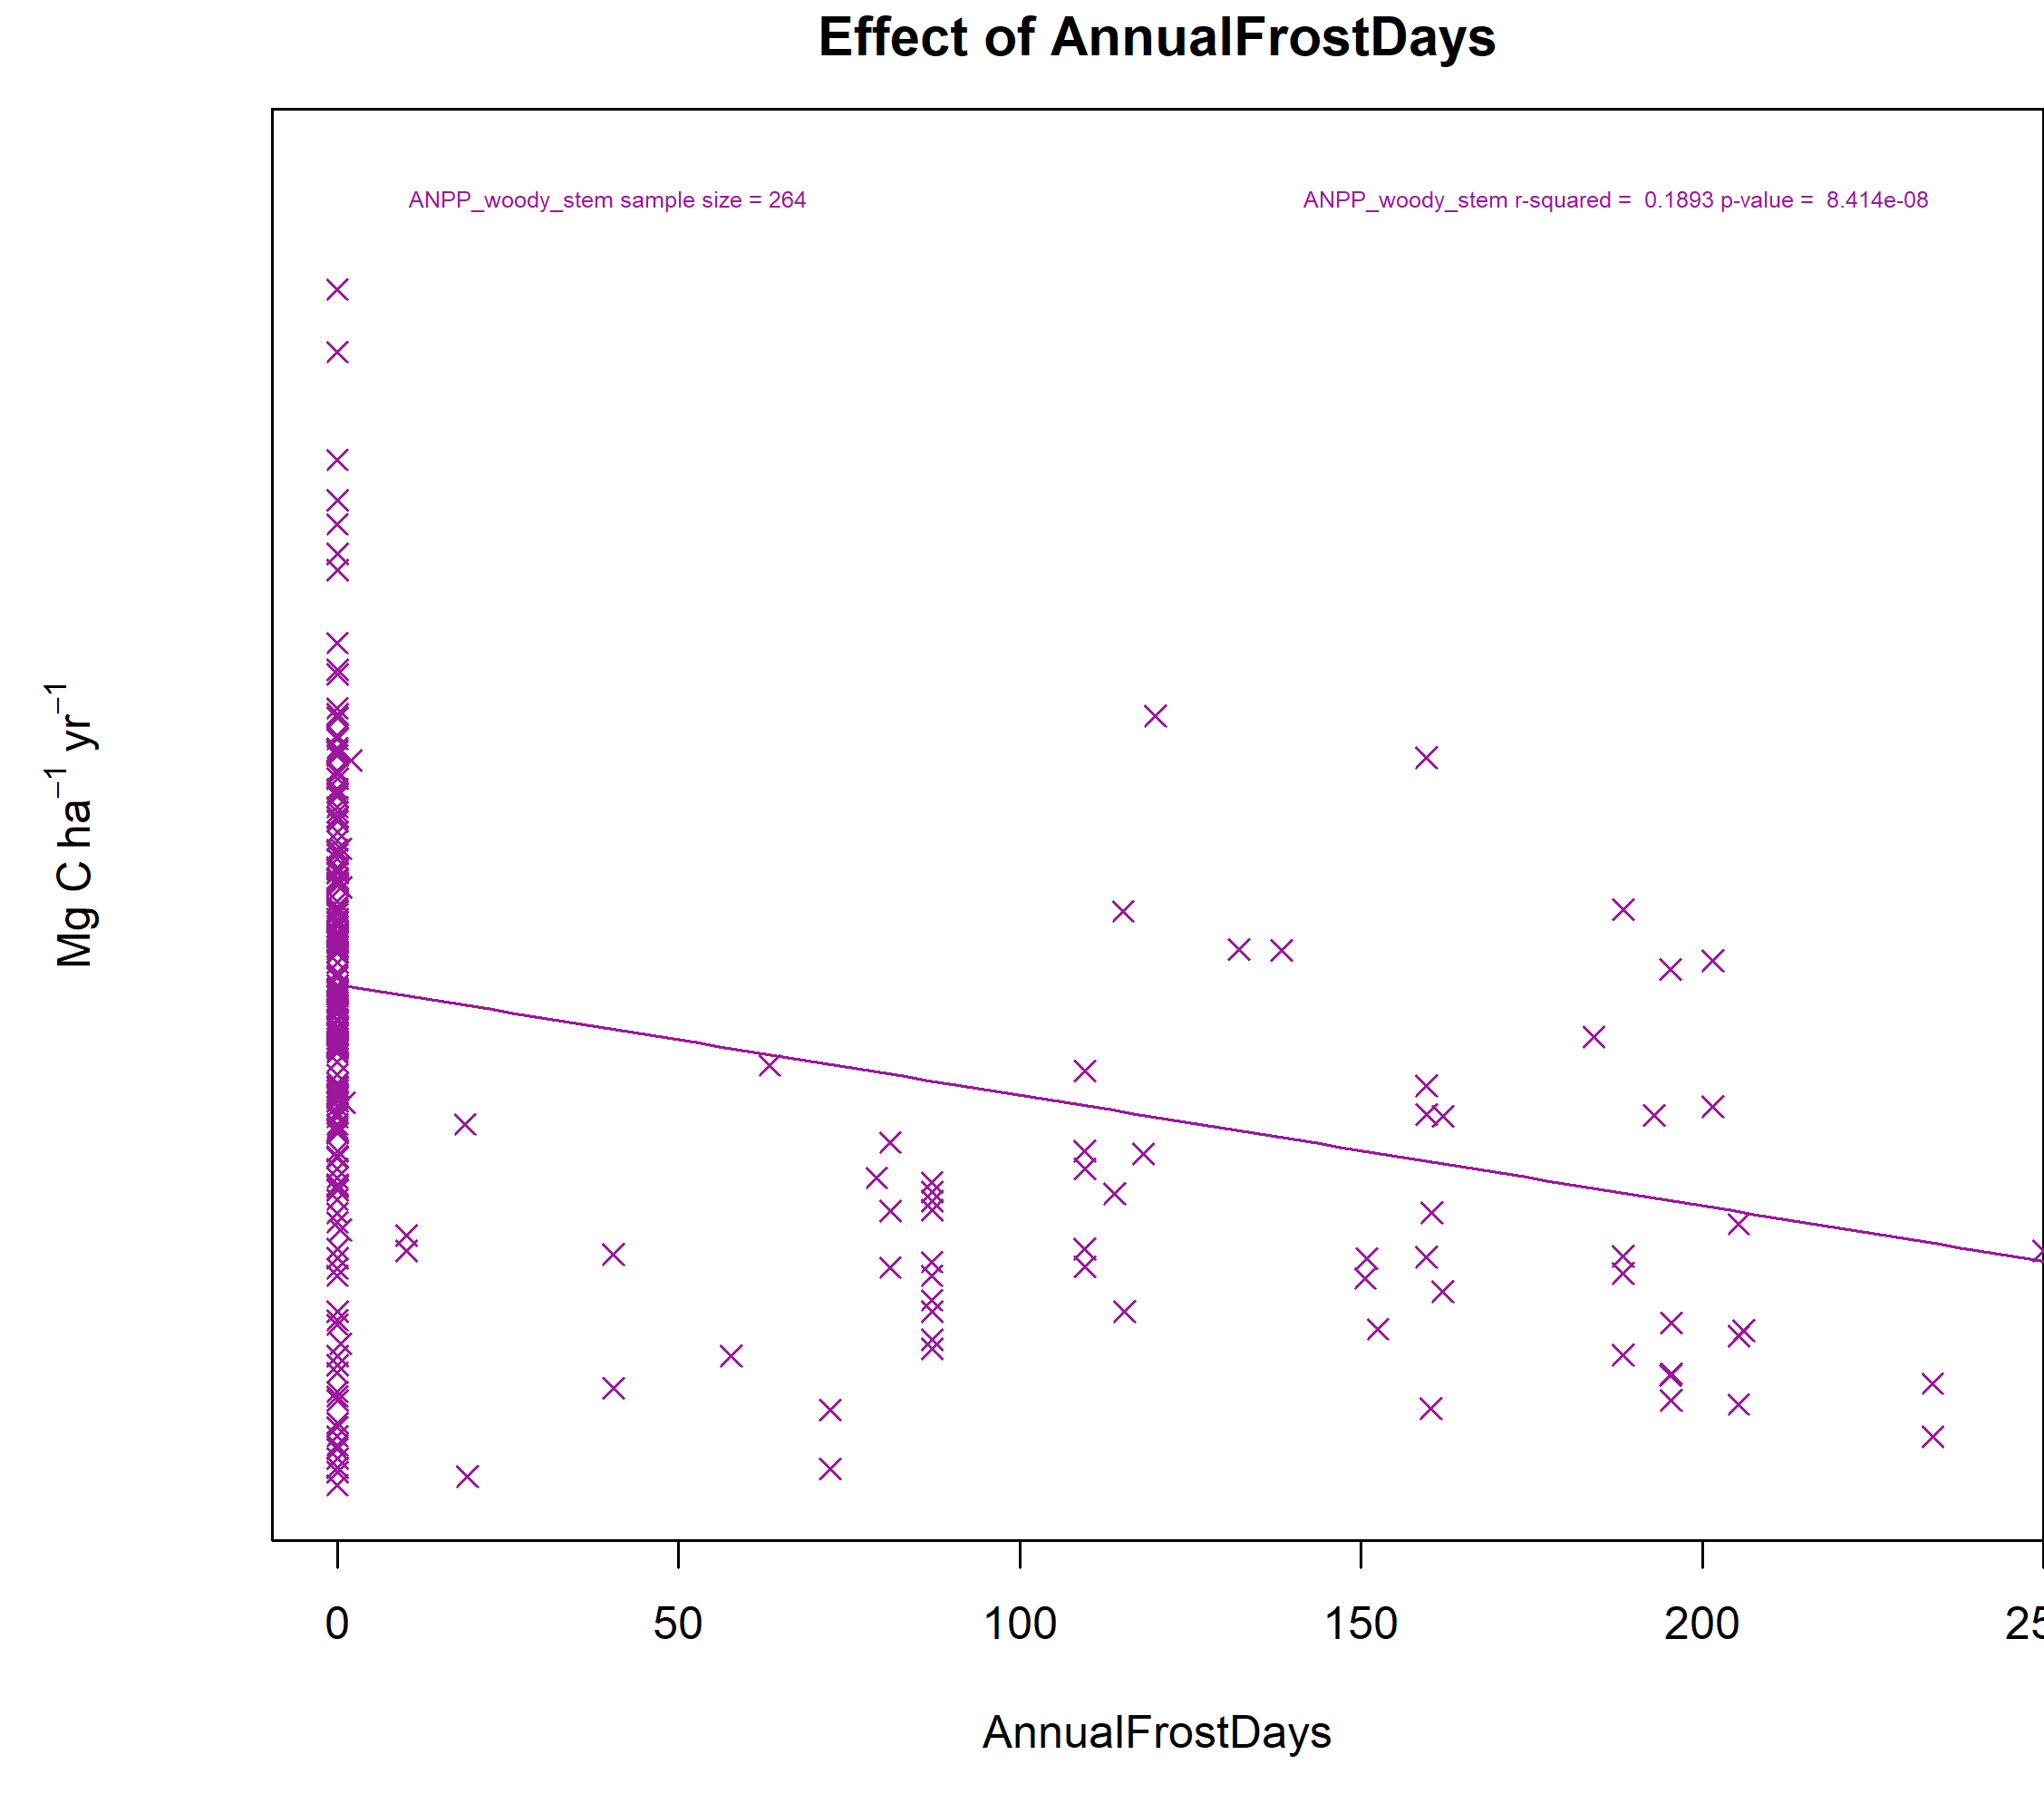 Effect of AnnualFrostDays
ANPP_woody_stem sample size = 264
ANPP_woody_stem r-squared = 0.1893 p-value = 8.414e-08
Mg C ha⁻¹ yr⁻¹
0 50 100 150 200 25
AnnualFrostDays